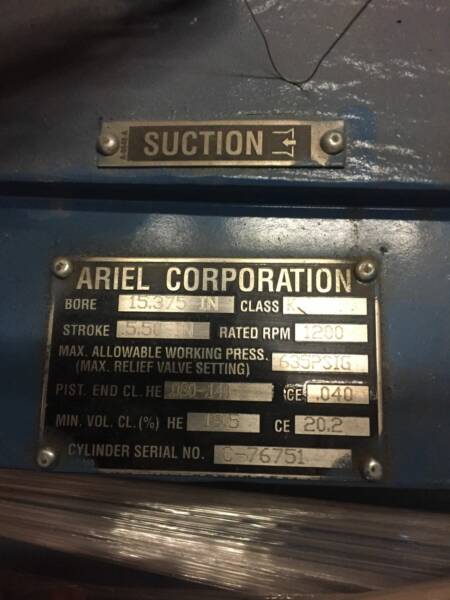 SUCTION
ARIEL CORPORATION
BORE 15.375 IN CLASS K
STROKE 5.50 IN RATED RPM 1200
MAX. ALLOWABLE WORKING PRESS. 635PSIG
(MAX. RELIEF VALVE SETTING)
PIST. END CL. HE CE .040
MIN. VOL. CL. (%) HE CE 20.2
CYLINDER SERIAL NO. C-76751